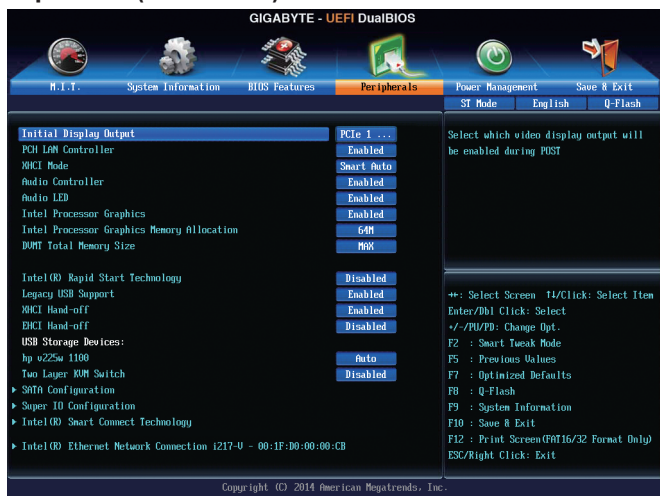 GIGABYTE - UEFI DualBIOS
M.I.T.
System Information
BIOS Features
Peripherals
Power Management
Save & Exit
ST Mode
English
Q-Flash
Initial Display Output PCIe 1 ...
PCH LAN Controller Enabled
XHCI Mode Smart Auto
Audio Controller Enabled
Audio LED Enabled
Intel Processor Graphics Enabled
Intel Processor Graphics Memory Allocation 64M
DVMT Total Memory Size MAX
Intel(R) Rapid Start Technology Disabled
Legacy USB Support Enabled
XHCI Hand-off Enabled
EHCI Hand-off Disabled
USB Storage Devices:
hp v225w 1100 Auto
Two Layer KVM Switch Disabled
SATA Configuration
Super IO Configuration
Intel(R) Smart Connect Technology
Intel(R) Ethernet Network Connection i217-V - 00:1F:D0:00:00:CB
Select which video display output will
be enabled during POST
↔: Select Screen ↑↓/Click: Select Item
Enter/Dbl Click: Select
+/-/PU/PD: Change Opt.
F2 : Smart Tweak Mode
F5 : Previous Values
F7 : Optimized Defaults
F8 : Q-Flash
F9 : System Information
F10 : Save & Exit
F12 : Print Screen(FAT16/32 Format Only)
ESC/Right Click: Exit
Copyright (C) 2014 American Megatrends, Inc.